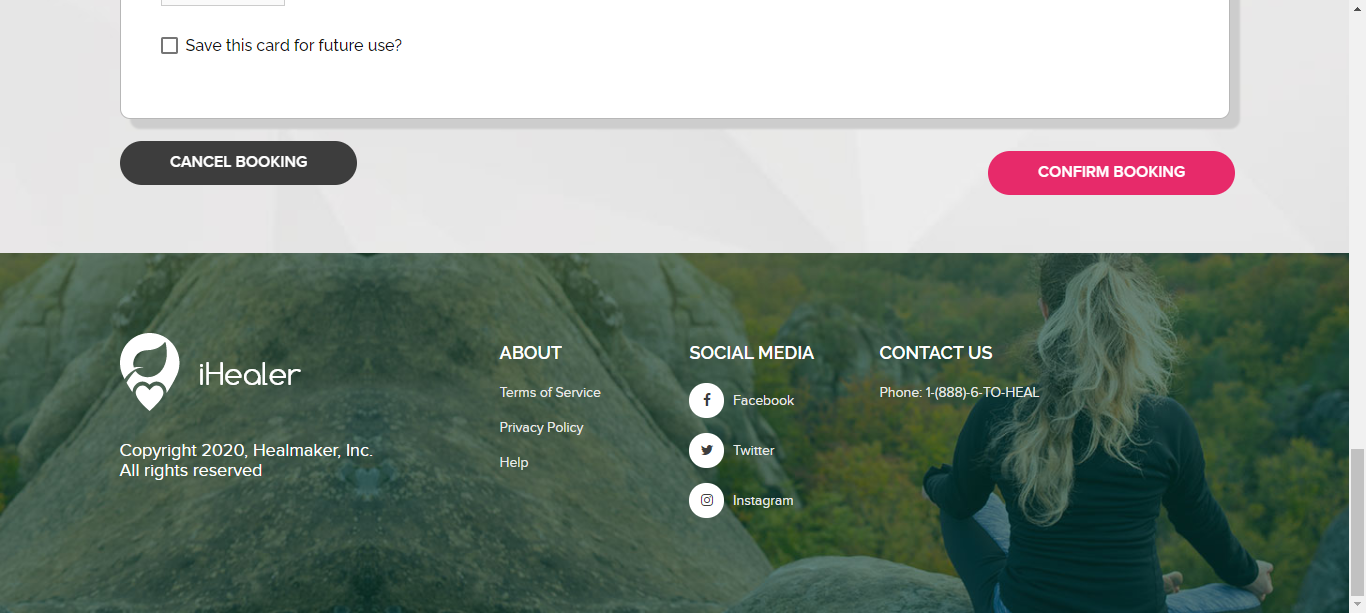 Save this card for future use?
CANCEL BOOKING
CONFIRM BOOKING
iHealer
Copyright 2020, Healmaker, Inc.
All rights reserved
ABOUT
Terms of Service
Privacy Policy
Help
SOCIAL MEDIA
Facebook
Twitter
Instagram
CONTACT US
Phone: 1-(888)-6-TO-HEAL